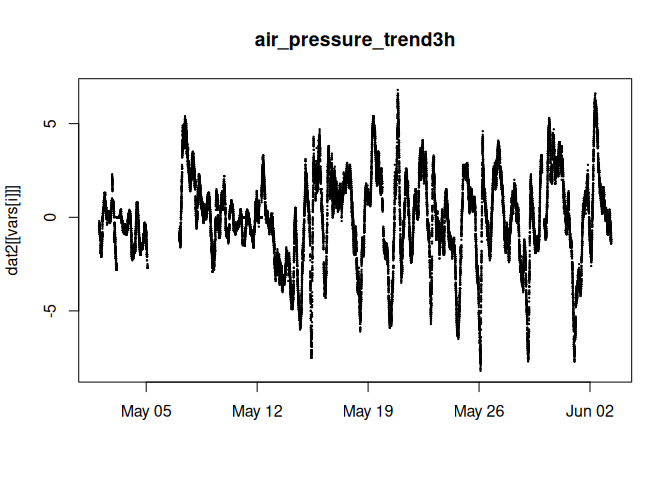 air_pressure_trend3h
dat2[[vars[i]]]
5
0
-5
May 05
May 12
May 19
May 26
Jun 02